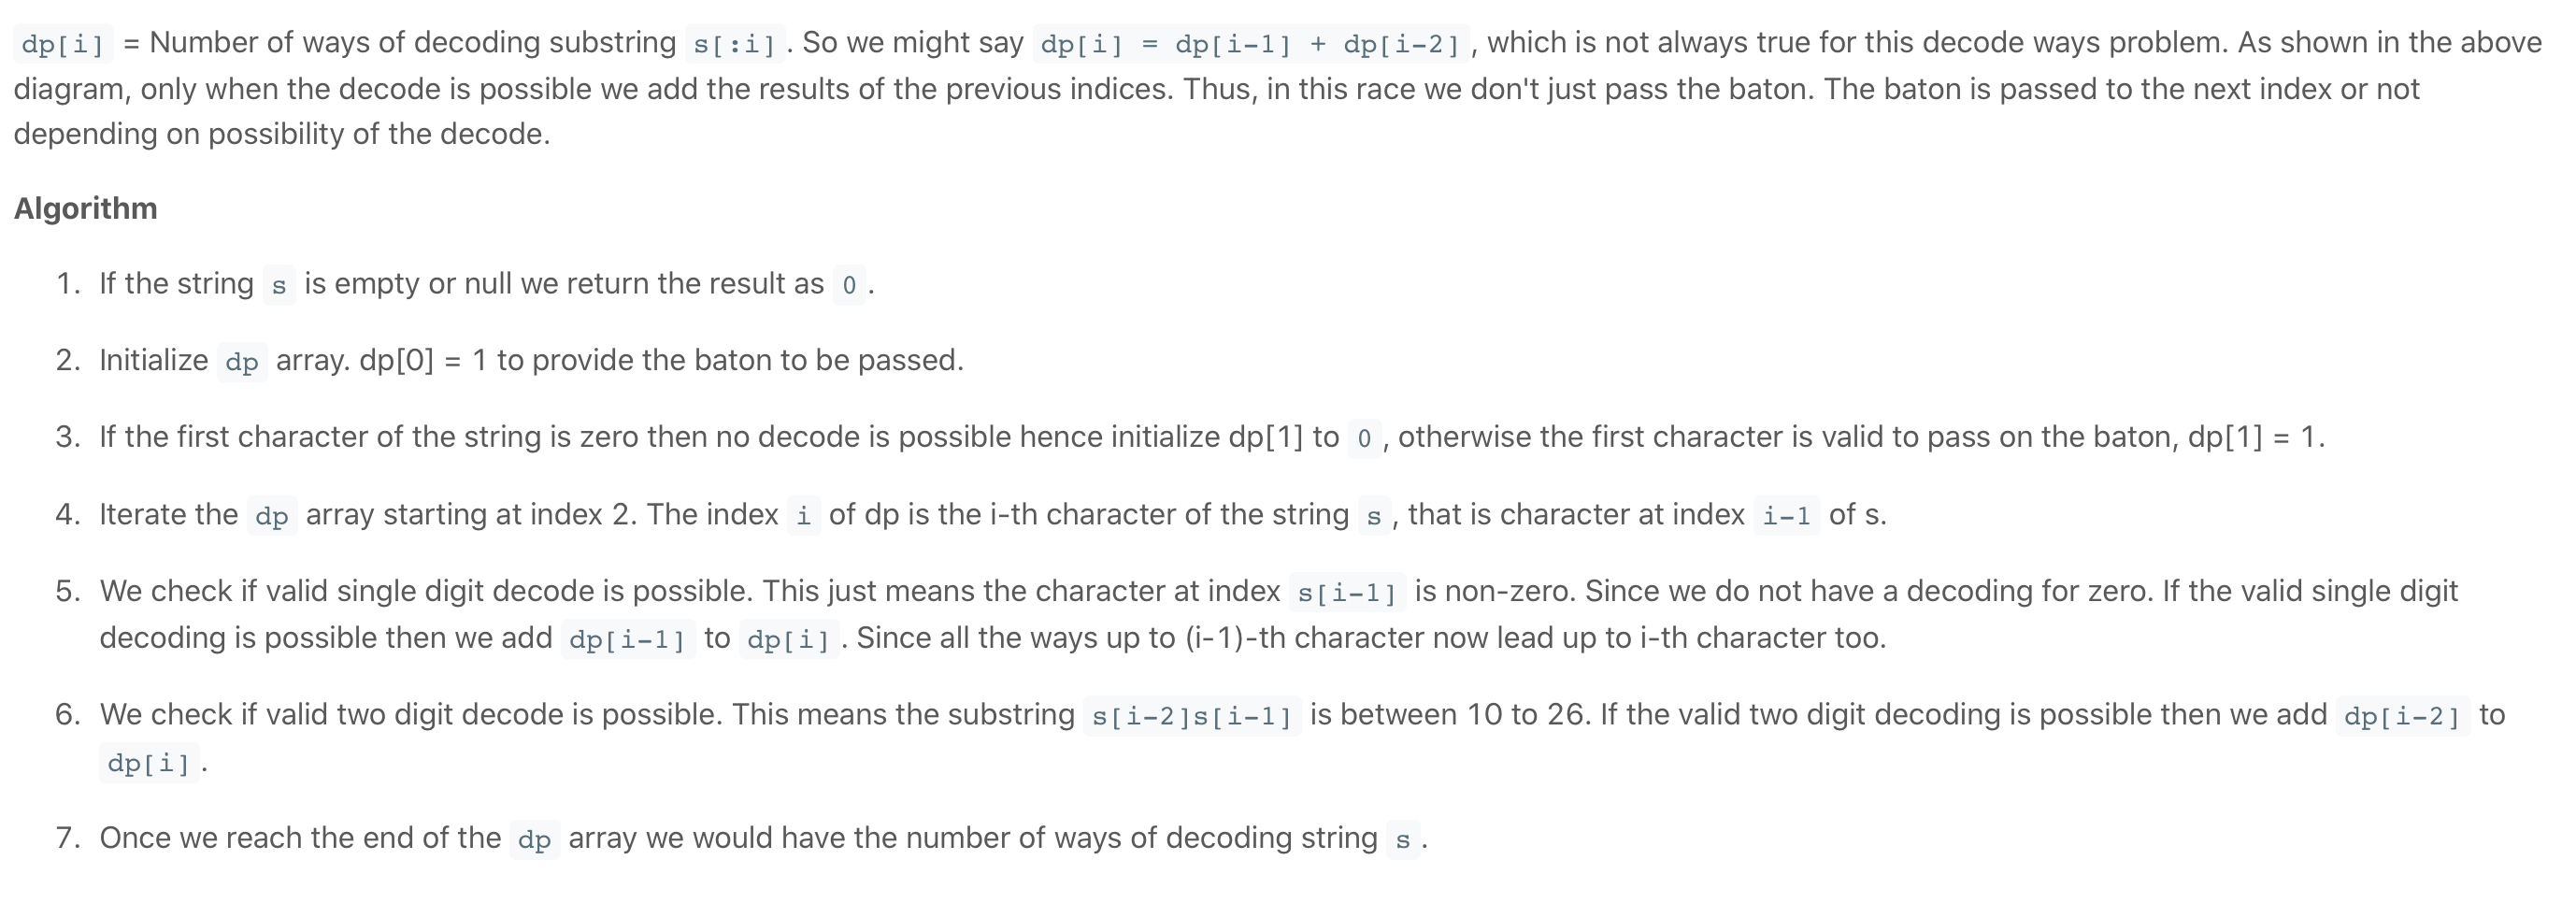 dp[i] = Number of ways of decoding substring s[:i] . So we might say dp[i] = dp[i-1] + dp[i-2] , which is not always true for this decode ways problem. As shown in the above
diagram, only when the decode is possible we add the results of the previous indices. Thus, in this race we don't just pass the baton. The baton is passed to the next index or not
depending on possibility of the decode.
Algorithm
1. If the string s is empty or null we return the result as 0 .
2. Initialize dp array. dp[0] = 1 to provide the baton to be passed.
3. If the first character of the string is zero then no decode is possible hence initialize dp[1] to 0 , otherwise the first character is valid to pass on the baton, dp[1] = 1.
4. Iterate the dp array starting at index 2. The index i of dp is the i-th character of the string s , that is character at index i-1 of s.
5. We check if valid single digit decode is possible. This just means the character at index s[i-1] is non-zero. Since we do not have a decoding for zero. If the valid single digit
decoding is possible then we add dp[i-1] to dp[i] . Since all the ways up to (i-1)-th character now lead up to i-th character too.
6. We check if valid two digit decode is possible. This means the substring s[i-2]s[i-1] is between 10 to 26. If the valid two digit decoding is possible then we add dp[i-2] to
dp[i] .
7. Once we reach the end of the dp array we would have the number of ways of decoding string s .